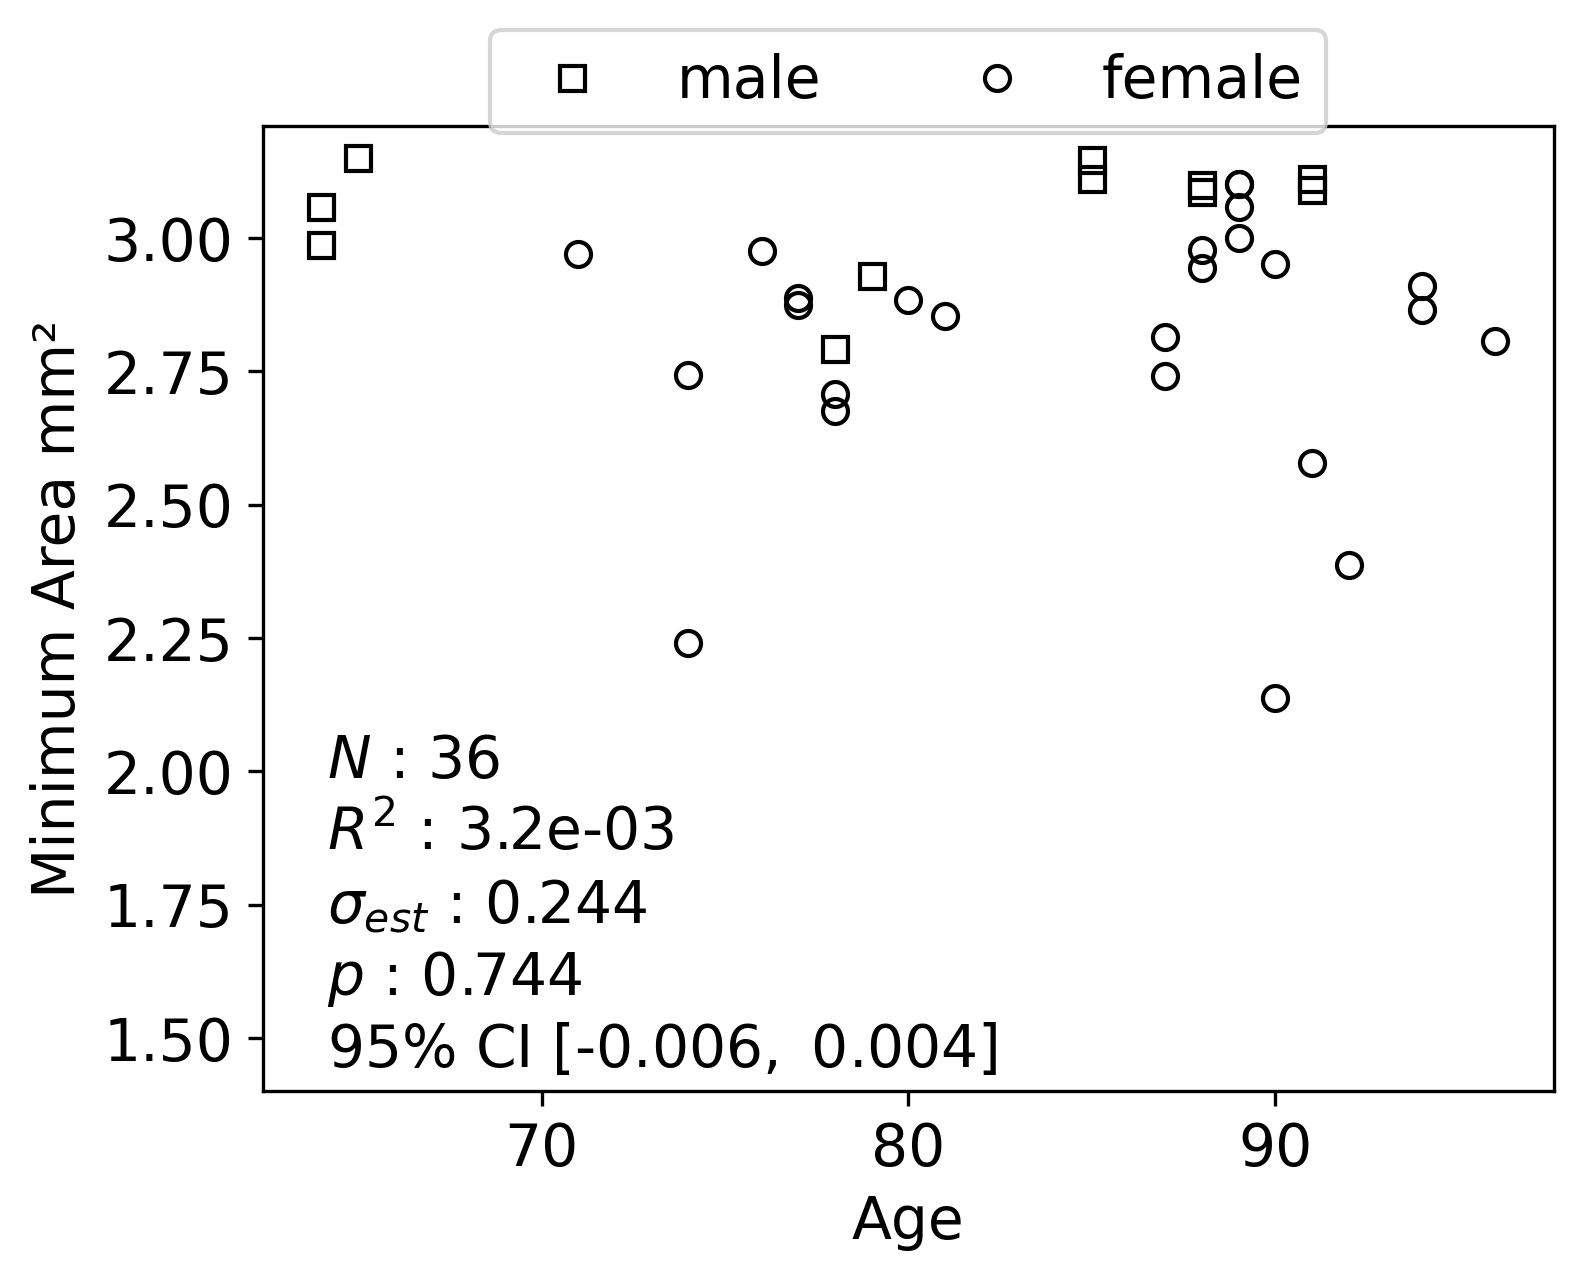 male female
3.00
2.75
2.50
2.25
2.00
1.75
1.50
Minimum Area mm²
N : 36
R² : 3.2e-03
σest : 0.244
p : 0.744
95% CI [-0.006, 0.004]
70 80 90
Age